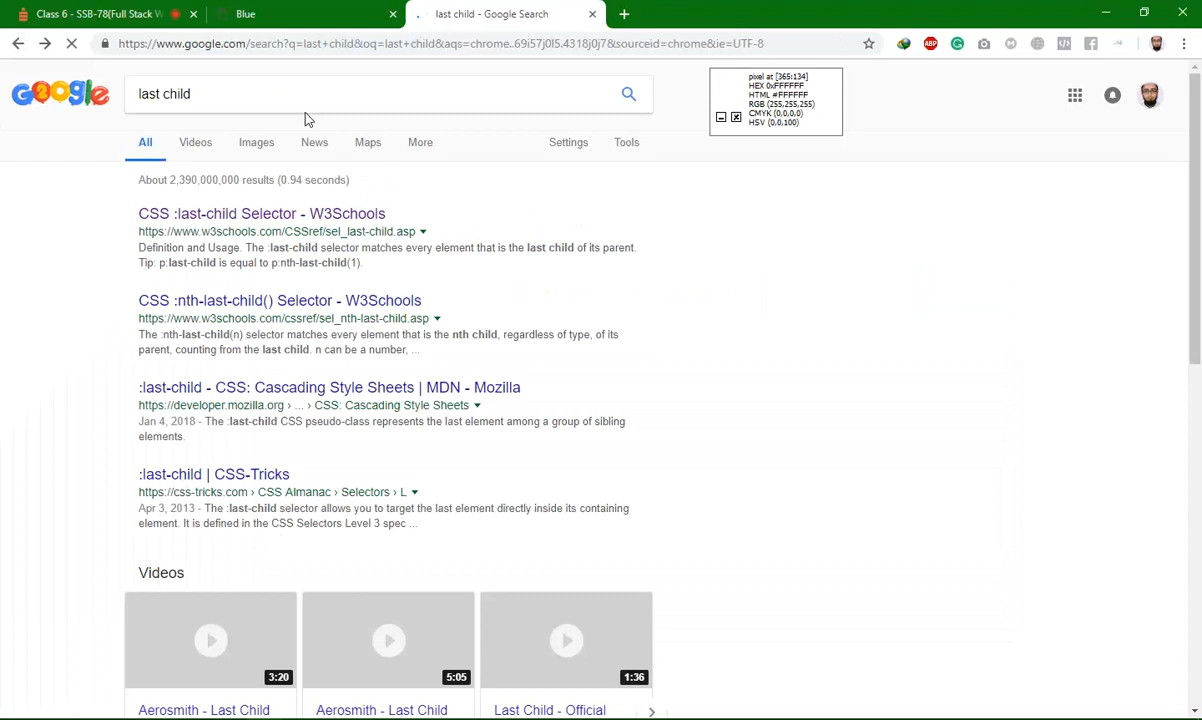 Class 6 - SSB-78(Full Stack W
Blue
last child - Google Search
https://www.google.com/search?q=last+child&oq=last+child&aqs=chrome..69i57j0l5.4318j0j7&sourceid=chrome&ie=UTF-8
ABP
Google
last child
pixel at [365:134]
HEX 0xFFFFFF
HTML #FFFFFF
RGB (255,255,255)
CMYK (0,0,0,0)
HSV (0,0,100)
All Videos Images News Maps More Settings Tools
About 2,390,000,000 results (0.94 seconds)
CSS :last-child Selector - W3Schools
https://www.w3schools.com/CSSref/sel_last-child.asp
Definition and Usage. The :last-child selector matches every element that is the last child of its parent.
Tip: p:last-child is equal to p:nth-last-child(1).
CSS :nth-last-child() Selector - W3Schools
https://www.w3schools.com/cssref/sel_nth-last-child.asp
The :nth-last-child(n) selector matches every element that is the nth child, regardless of type, of its
parent, counting from the last child. n can be a number, ...
:last-child - CSS: Cascading Style Sheets | MDN - Mozilla
https://developer.mozilla.org › ... › CSS: Cascading Style Sheets
Jan 4, 2018 - The :last-child CSS pseudo-class represents the last element among a group of sibling
elements.
:last-child | CSS-Tricks
https://css-tricks.com › CSS Almanac › Selectors › L
Apr 3, 2013 - The :last-child selector allows you to target the last element directly inside its containing
element. It is defined in the CSS Selectors Level 3 spec ...
Videos
3:20
5:05
1:36
Aerosmith - Last Child
Aerosmith - Last Child
Last Child - Official